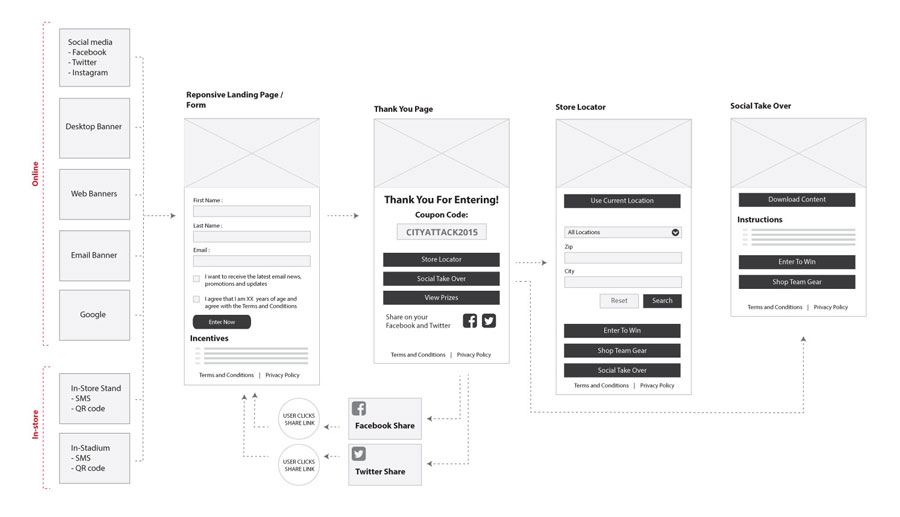 Online
Social media
- Facebook
- Twitter
- Instagram
Desktop Banner
Web Banners
Email Banner
Google
In-store
In-Store Stand
- SMS
- QR code
In-Stadium
- SMS
- QR code
Reponsive Landing Page /
Form
First Name :
Last Name :
Email :
I want to receive the latest email news,
promotions and updates
I agree that I am XX years of age and
agree with the Terms and Conditions
Enter Now
Incentives
Terms and Conditions | Privacy Policy
Thank You Page
Thank You For Entering!
Coupon Code:
CITYATTACK2015
Store Locator
Social Take Over
View Prizes
Share on your
Facebook and Twitter
Terms and Conditions | Privacy Policy
USER CLICKS
SHARE LINK
Facebook Share
USER CLICKS
SHARE LINK
Twitter Share
Store Locator
Use Current Location
All Locations
Zip
City
Reset
Search
Enter To Win
Shop Team Gear
Social Take Over
Terms and Conditions | Privacy Policy
Social Take Over
Download Content
Instructions
Enter To Win
Shop Team Gear
Terms and Conditions | Privacy Policy